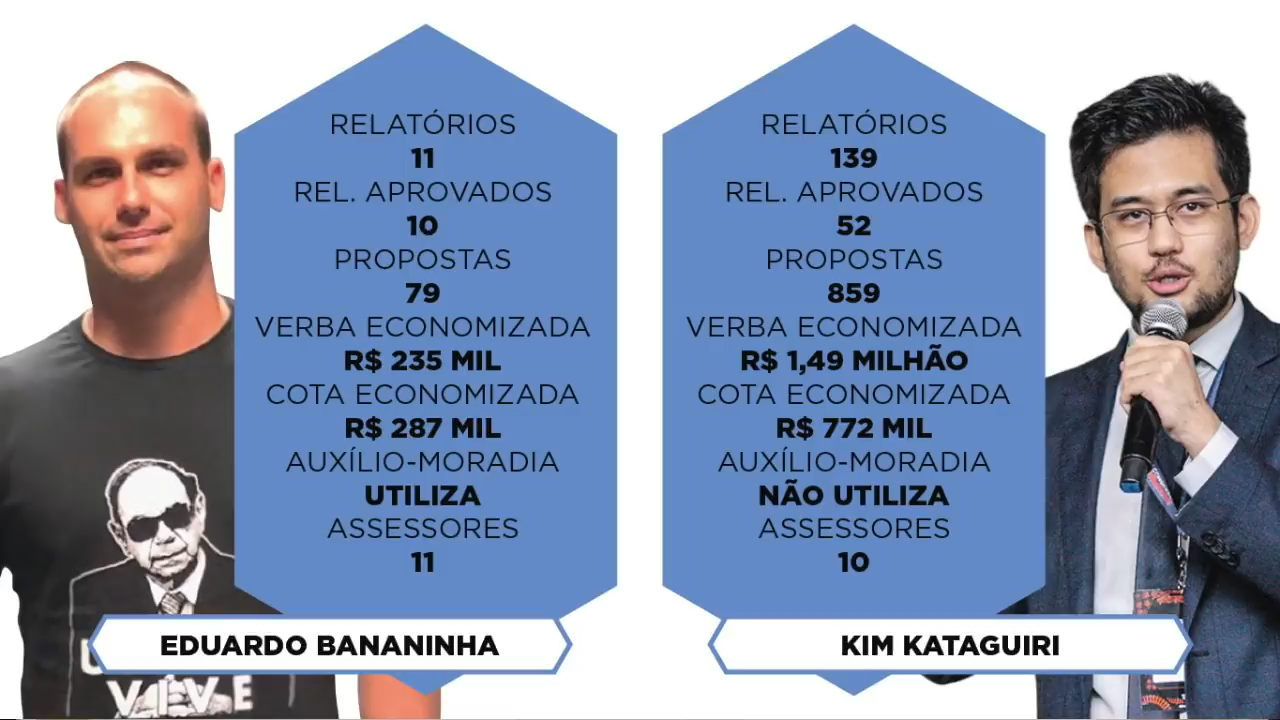 RELATÓRIOS
11
REL. APROVADOS
10
PROPOSTAS
79
VERBA ECONOMIZADA
R$ 235 MIL
COTA ECONOMIZADA
R$ 287 MIL
AUXÍLIO-MORADIA
UTILIZA
ASSESSORES
11
EDUARDO BANANINHA
RELATÓRIOS
139
REL. APROVADOS
52
PROPOSTAS
859
VERBA ECONOMIZADA
R$ 1,49 MILHÃO
COTA ECONOMIZADA
R$ 772 MIL
AUXÍLIO-MORADIA
NÃO UTILIZA
ASSESSORES
10
KIM KATAGUIRI